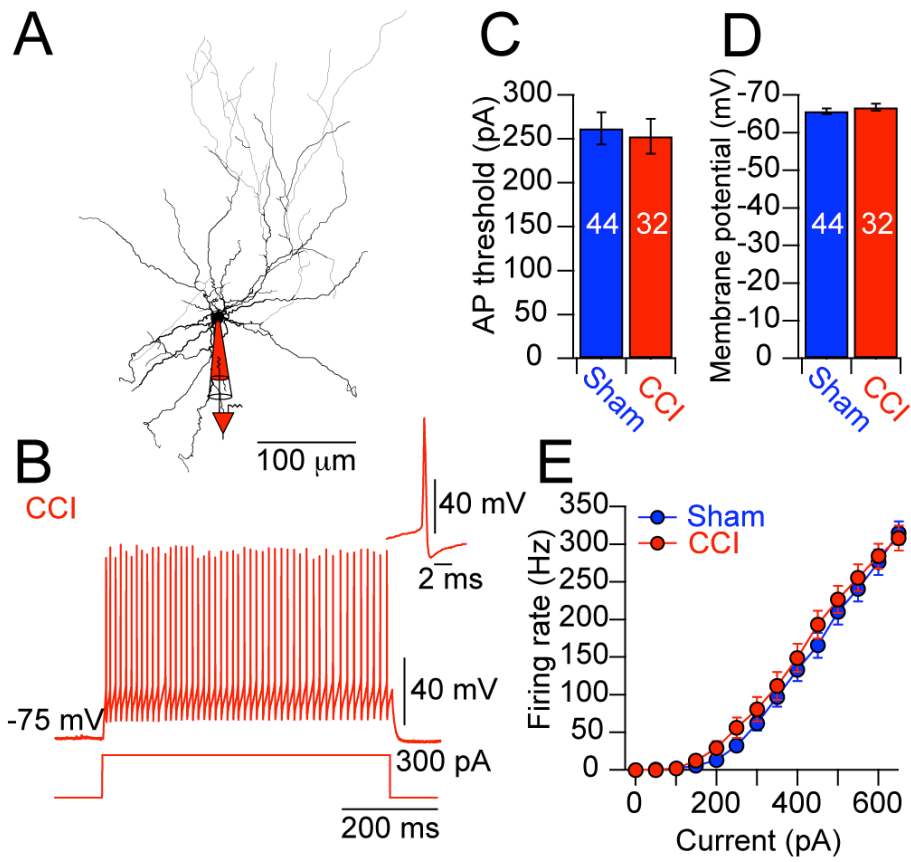 A
100 μm
B
CCI
40 mV
2 ms
-75 mV
40 mV
300 pA
200 ms
C
AP threshold (pA)
300
250
200
150
100
50
0
44
32
Sham
CCI
D
Membrane potential (mV)
-70
-60
-50
-40
-30
-20
-10
0
44
32
Sham
CCI
E
Firing rate (Hz)
350
300
250
200
150
100
50
0
Sham
CCI
0 200 400 600
Current (pA)